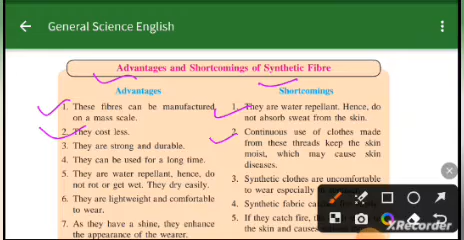 General Science English
Advantages and Shortcomings of Synthetic Fibre
Advantages
1. These fibres can be manufactured
on a mass scale.
2. They cost less.
3. They are strong and durable.
4. They can be used for a long time.
5. They are water repellant, hence, do
not rot or get wet. They dry easily.
6. They are lightweight and comfortable
to wear.
7. As they have a shine, they enhance
the appearance of the wearer.
Shortcomings
1. They are water repellant. Hence, do
not absorb sweat from the skin.
2. Continuous use of clothes made
from these threads keep the skin
moist, which may cause skin
diseases.
3. Synthetic clothes are uncomfortable
to wear especially
4. Synthetic fabric
5. If they catch fire,
the skin and causes
XRecorder